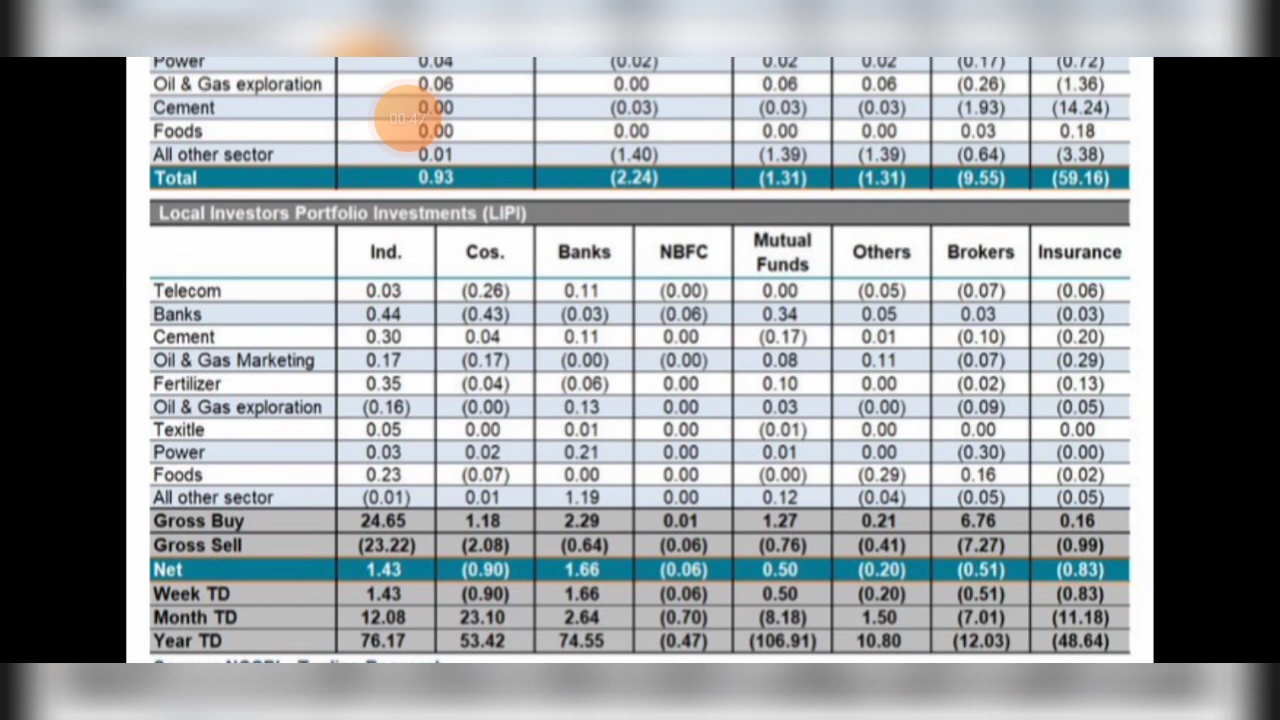 Power 0.04 (0.02) 0.02 0.02 (0.17) (0.72)
Oil & Gas exploration 0.06 0.00 0.06 0.06 (0.26) (1.36)
Cement 0.00 (0.03) (0.03) (0.03) (1.93) (14.24)
00:47
Foods 0.00 0.00 0.00 0.00 0.03 0.18
All other sector 0.01 (1.40) (1.39) (1.39) (0.64) (3.38)
Total 0.93 (2.24) (1.31) (1.31) (9.55) (59.16)
Local Investors Portfolio Investments (LIPI)
Ind. Cos. Banks NBFC Mutual Funds Others Brokers Insurance
Telecom 0.03 (0.26) 0.11 (0.00) 0.00 (0.05) (0.07) (0.06)
Banks 0.44 (0.43) (0.03) (0.06) 0.34 0.05 0.03 (0.03)
Cement 0.30 0.04 0.11 0.00 (0.17) 0.01 (0.10) (0.20)
Oil & Gas Marketing 0.17 (0.17) (0.00) (0.00) 0.08 0.11 (0.07) (0.29)
Fertilizer 0.35 (0.04) (0.06) 0.00 0.10 0.00 (0.02) (0.13)
Oil & Gas exploration (0.16) (0.00) 0.13 0.00 0.03 (0.00) (0.09) (0.05)
Texitle 0.05 0.00 0.01 0.00 (0.01) 0.00 0.00 0.00
Power 0.03 0.02 0.21 0.00 0.01 0.00 (0.30) (0.00)
Foods 0.23 (0.07) 0.00 0.00 (0.00) (0.29) 0.16 (0.02)
All other sector (0.01) 0.01 1.19 0.00 0.12 (0.04) (0.05) (0.05)
Gross Buy 24.65 1.18 2.29 0.01 1.27 0.21 6.76 0.16
Gross Sell (23.22) (2.08) (0.64) (0.06) (0.76) (0.41) (7.27) (0.99)
Net 1.43 (0.90) 1.66 (0.06) 0.50 (0.20) (0.51) (0.83)
Week TD 1.43 (0.90) 1.66 (0.06) 0.50 (0.20) (0.51) (0.83)
Month TD 12.08 23.10 2.64 (0.70) (8.18) 1.50 (7.01) (11.18)
Year TD 76.17 53.42 74.55 (0.47) (106.91) 10.80 (12.03) (48.64)